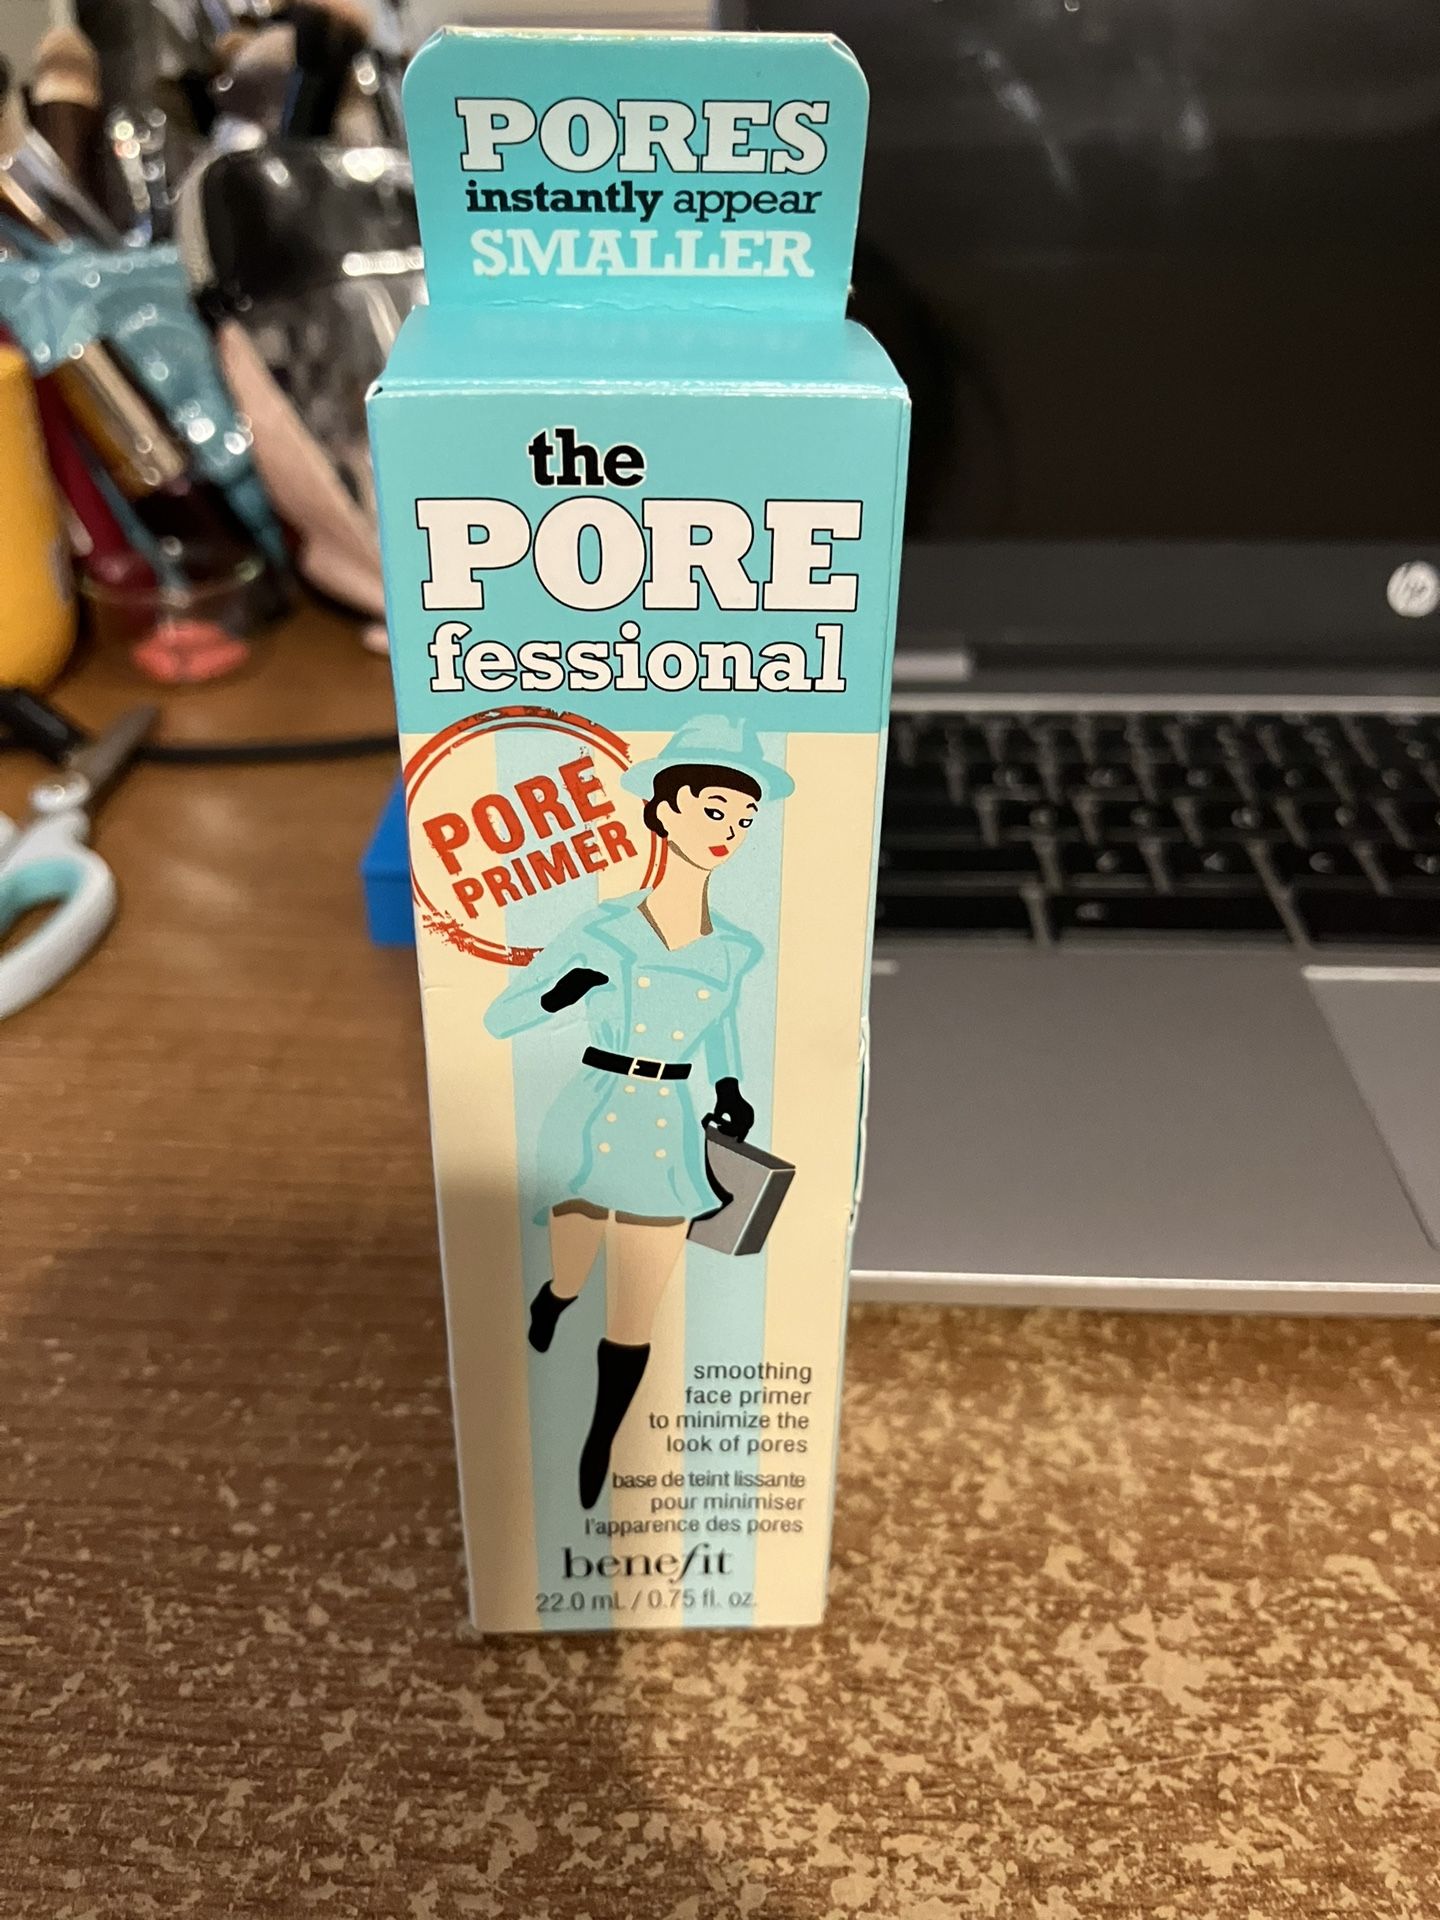 PORES
instantly appear
SMALLER
the
PORE
fessional
PORE
PRIMER
smoothing
face primer
to minimize the
look of pores
base de teint lissante
pour minimiser
l'apparence des pores
benefit
22.0 mL / 0.75 fl. oz.
hp